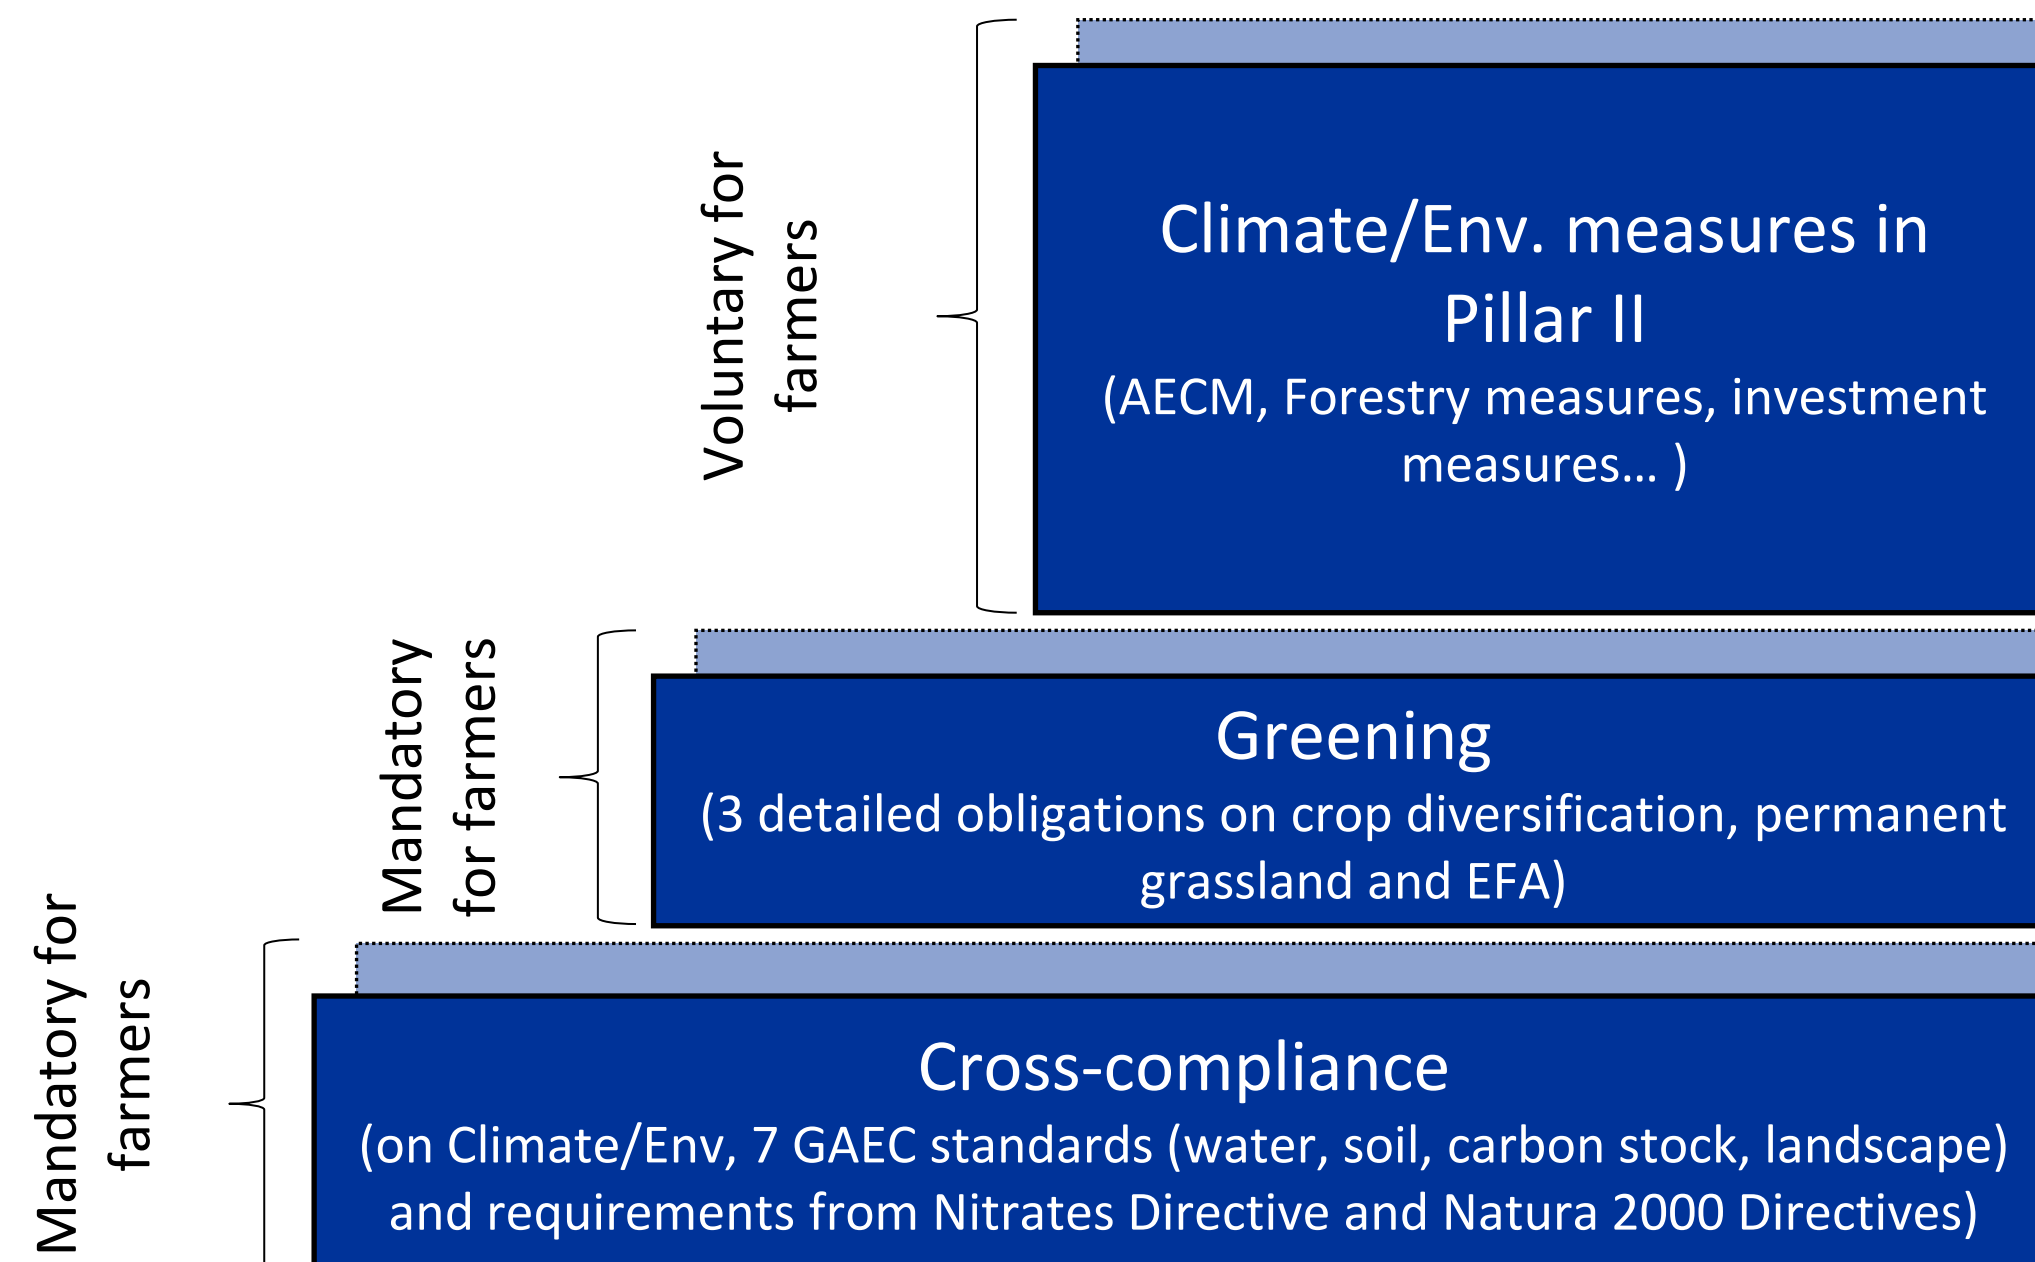 Voluntary for
farmers
Climate/Env. measures in
Pillar II
(AECM, Forestry measures, investment
measures... )
Mandatory
for farmers
Greening
(3 detailed obligations on crop diversification, permanent
grassland and EFA)
Mandatory for
farmers
Cross-compliance
(on Climate/Env, 7 GAEC standards (water, soil, carbon stock, landscape)
and requirements from Nitrates Directive and Natura 2000 Directives)